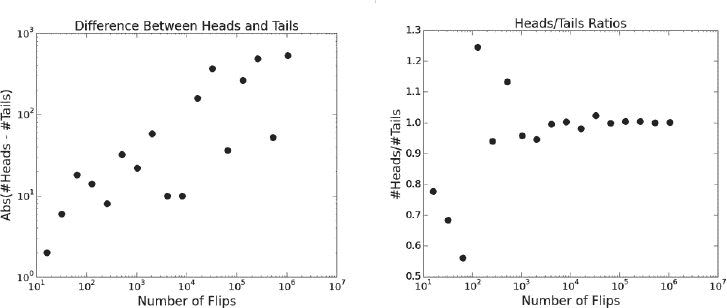 Difference Between Heads and Tails
Abs(#Heads - #Tails)
10^3
10^2
10^1
10^0
10^1 10^2 10^3 10^4 10^5 10^6 10^7
Number of Flips
Heads/Tails Ratios
#Heads/#Tails
1.3
1.2
1.1
1.0
0.9
0.8
0.7
0.6
0.5
10^1 10^2 10^3 10^4 10^5 10^6 10^7
Number of Flips